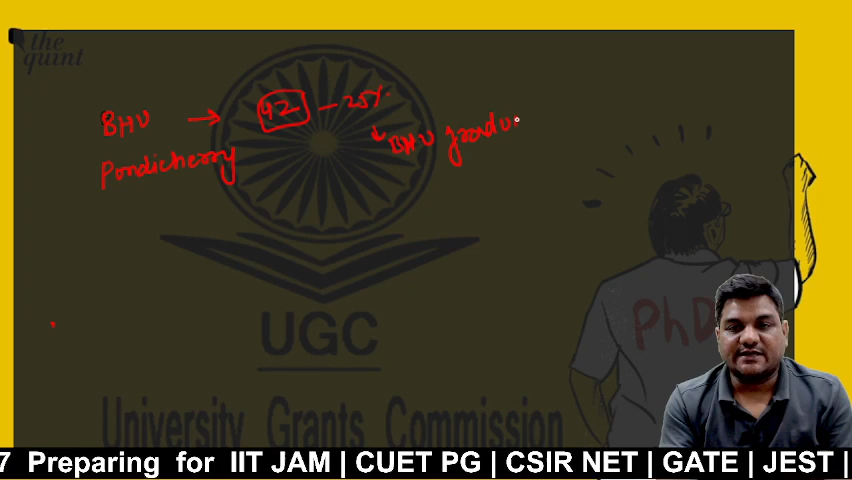 the
quint
BHU → 42 – 25%
↓ BHU gradu
Pondicherry
UGC
University Grants Commission
PhD
7 Preparing for IIT JAM | CUET PG | CSIR NET | GATE | JEST |